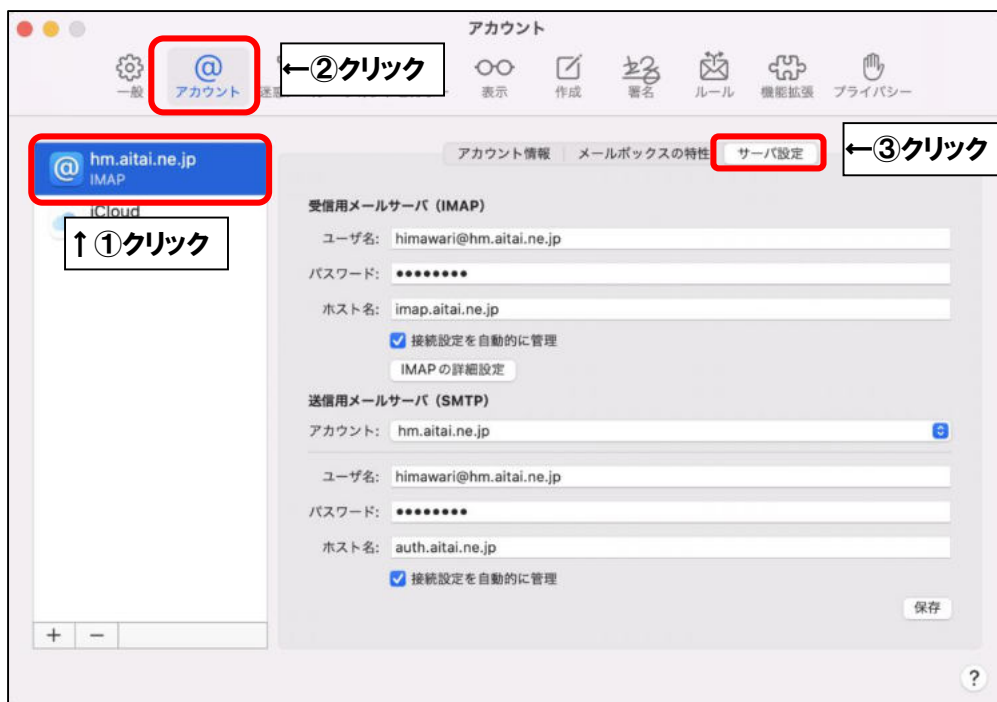 アカウント
一般
アカウント
←②クリック
表示
作成
署名
ルール
機能拡張
プライバシー
hm.aitai.ne.jp
IMAP
iCloud
↑①クリック
アカウント情報
メールボックスの特性
サーバ設定
←③クリック
受信用メールサーバ（IMAP）
ユーザ名: himawari@hm.aitai.ne.jp
パスワード: ●●●●●●●●
ホスト名: imap.aitai.ne.jp
接続設定を自動的に管理
IMAPの詳細設定
送信用メールサーバ（SMTP）
アカウント: hm.aitai.ne.jp
ユーザ名: himawari@hm.aitai.ne.jp
パスワード: ●●●●●●●●
ホスト名: auth.aitai.ne.jp
接続設定を自動的に管理
保存
+ −
?